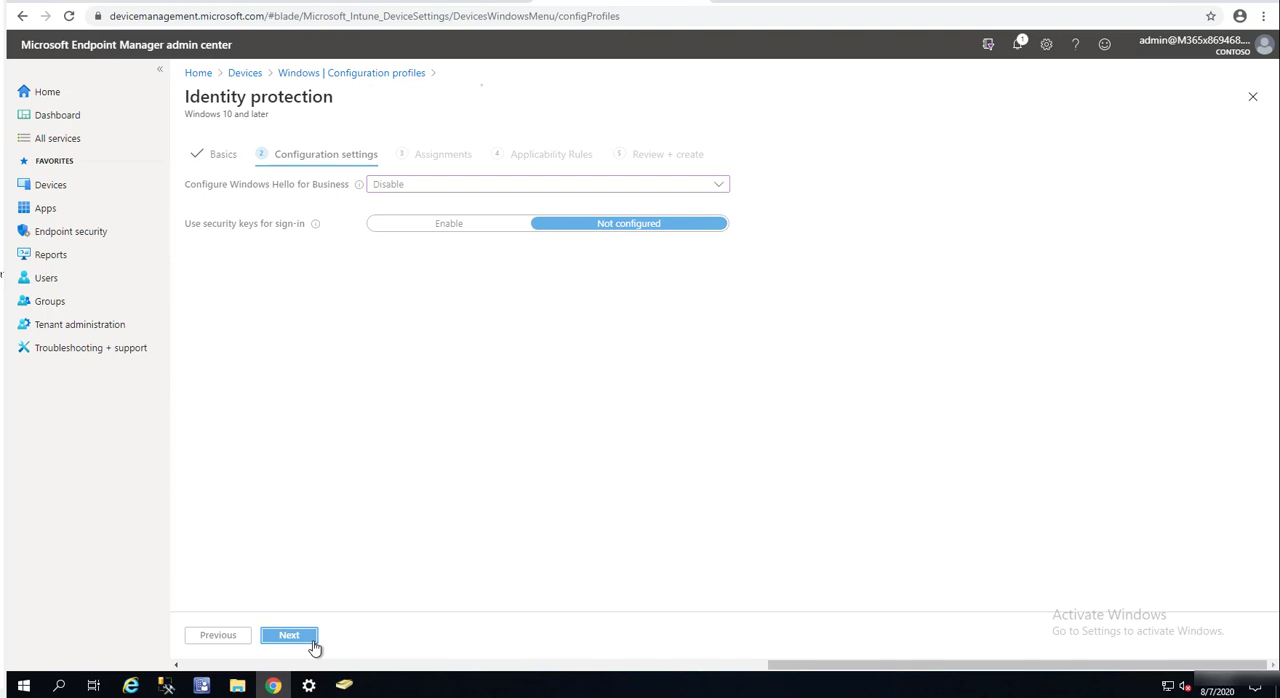 devicemanagement.microsoft.com/#blade/Microsoft_Intune_DeviceSettings/DevicesWindowsMenu/configProfiles
Microsoft Endpoint Manager admin center
1
admin@M365x869468....
CONTOSO
«
Home
Dashboard
All services
FAVORITES
Devices
Apps
Endpoint security
Reports
Users
Groups
Tenant administration
Troubleshooting + support
Home > Devices > Windows | Configuration profiles >
Identity protection
Windows 10 and later
Basics 2 Configuration settings 3 Assignments 4 Applicability Rules 5 Review + create
Configure Windows Hello for Business Disable
Use security keys for sign-in Enable Not configured
Activate Windows
Go to Settings to activate Windows.
Previous Next
8/7/2020